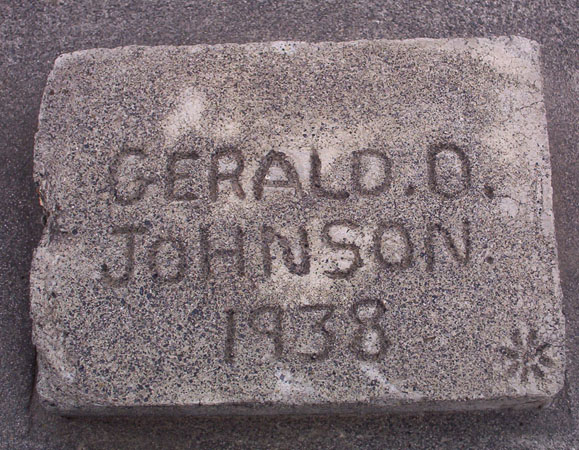 GERALD. O.
JOHNSON.
1938